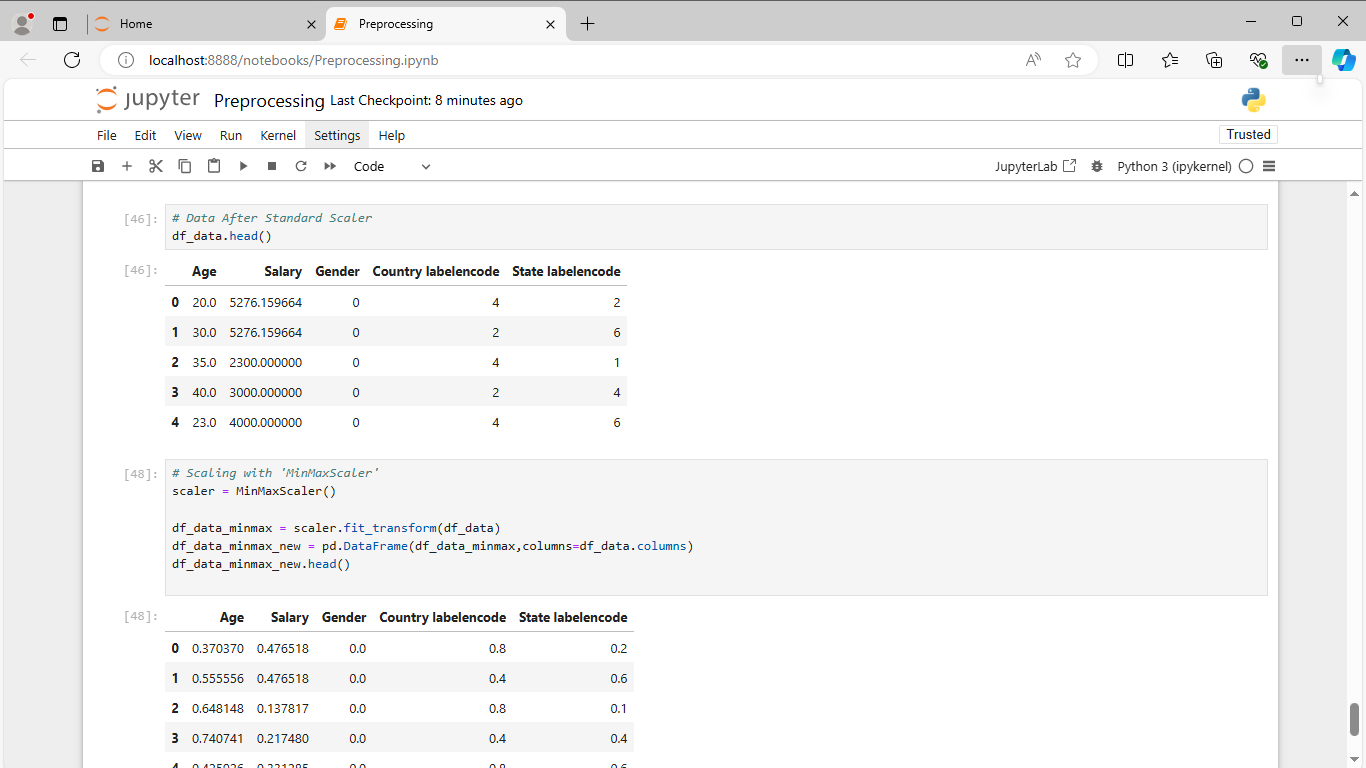 Home
Preprocessing
localhost:8888/notebooks/Preprocessing.ipynb
jupyter Preprocessing Last Checkpoint: 8 minutes ago
File Edit View Run Kernel Settings Help
Trusted
Code
JupyterLab
Python 3 (ipykernel)
[46]: # Data After Standard Scaler
df_data.head()
[46]: Age Salary Gender Country labelencode State labelencode
0 20.0 5276.159664 0 4 2
1 30.0 5276.159664 0 2 6
2 35.0 2300.000000 0 4 1
3 40.0 3000.000000 0 2 4
4 23.0 4000.000000 0 4 6
[48]: # Scaling with 'MinMaxScaler'
scaler = MinMaxScaler()
df_data_minmax = scaler.fit_transform(df_data)
df_data_minmax_new = pd.DataFrame(df_data_minmax,columns=df_data.columns)
df_data_minmax_new.head()
[48]: Age Salary Gender Country labelencode State labelencode
0 0.370370 0.476518 0.0 0.8 0.2
1 0.555556 0.476518 0.0 0.4 0.6
2 0.648148 0.137817 0.0 0.8 0.1
3 0.740741 0.217480 0.0 0.4 0.4